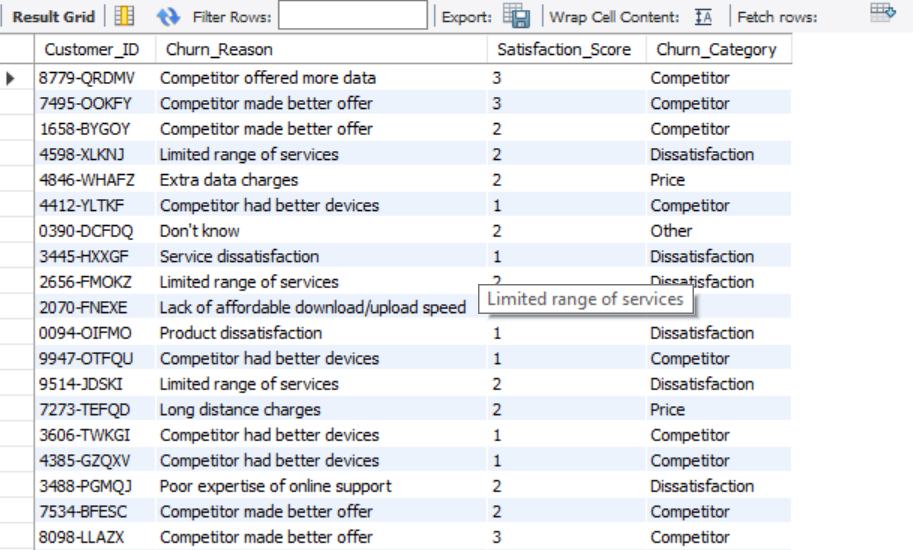 Result Grid Filter Rows: Export: Wrap Cell Content: IA Fetch rows:
Customer_ID Churn_Reason Satisfaction_Score Churn_Category
8779-QRDMV Competitor offered more data 3 Competitor
7495-OOKFY Competitor made better offer 3 Competitor
1658-BYGOY Competitor made better offer 2 Competitor
4598-XLKNJ Limited range of services 2 Dissatisfaction
4846-WHAFZ Extra data charges 2 Price
4412-YLTKF Competitor had better devices 1 Competitor
0390-DCFDQ Don't know 2 Other
3445-HXXGF Service dissatisfaction 1 Dissatisfaction
2656-FMOKZ Limited range of services 2 Dissatisfaction
Limited range of services
2070-FNEXE Lack of affordable download/upload speed
0094-OIFMO Product dissatisfaction 1 Dissatisfaction
9947-OTFQU Competitor had better devices 1 Competitor
9514-JDSKI Limited range of services 2 Dissatisfaction
7273-TEFQD Long distance charges 2 Price
3606-TWKGI Competitor had better devices 1 Competitor
4385-GZQXV Competitor had better devices 1 Competitor
3488-PGMQJ Poor expertise of online support 2 Dissatisfaction
7534-BFESC Competitor made better offer 2 Competitor
8098-LLAZX Competitor made better offer 3 Competitor